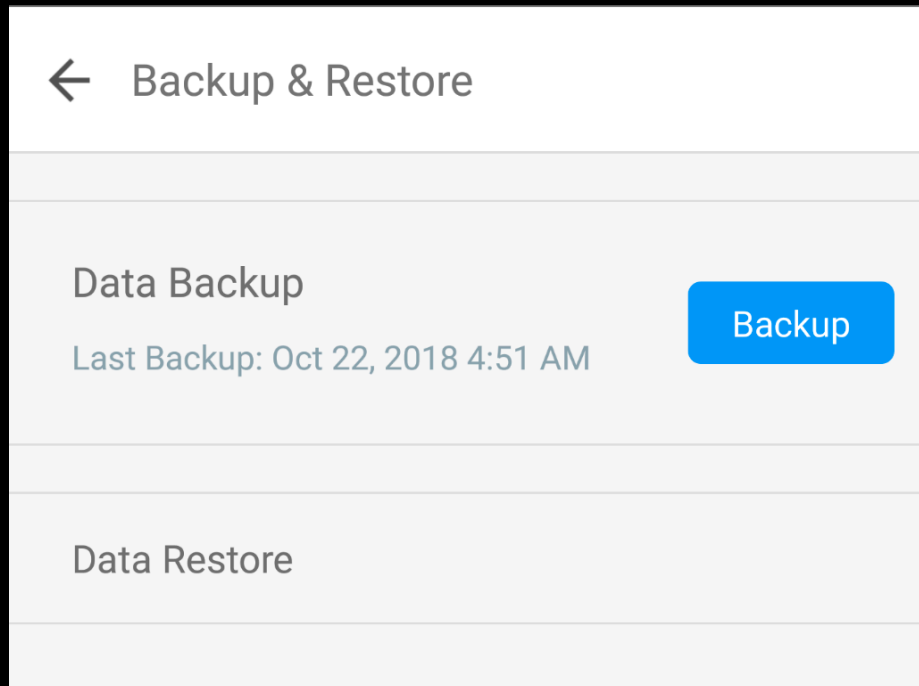 Backup & Restore
Data Backup
Last Backup: Oct 22, 2018 4:51 AM
Backup
Data Restore